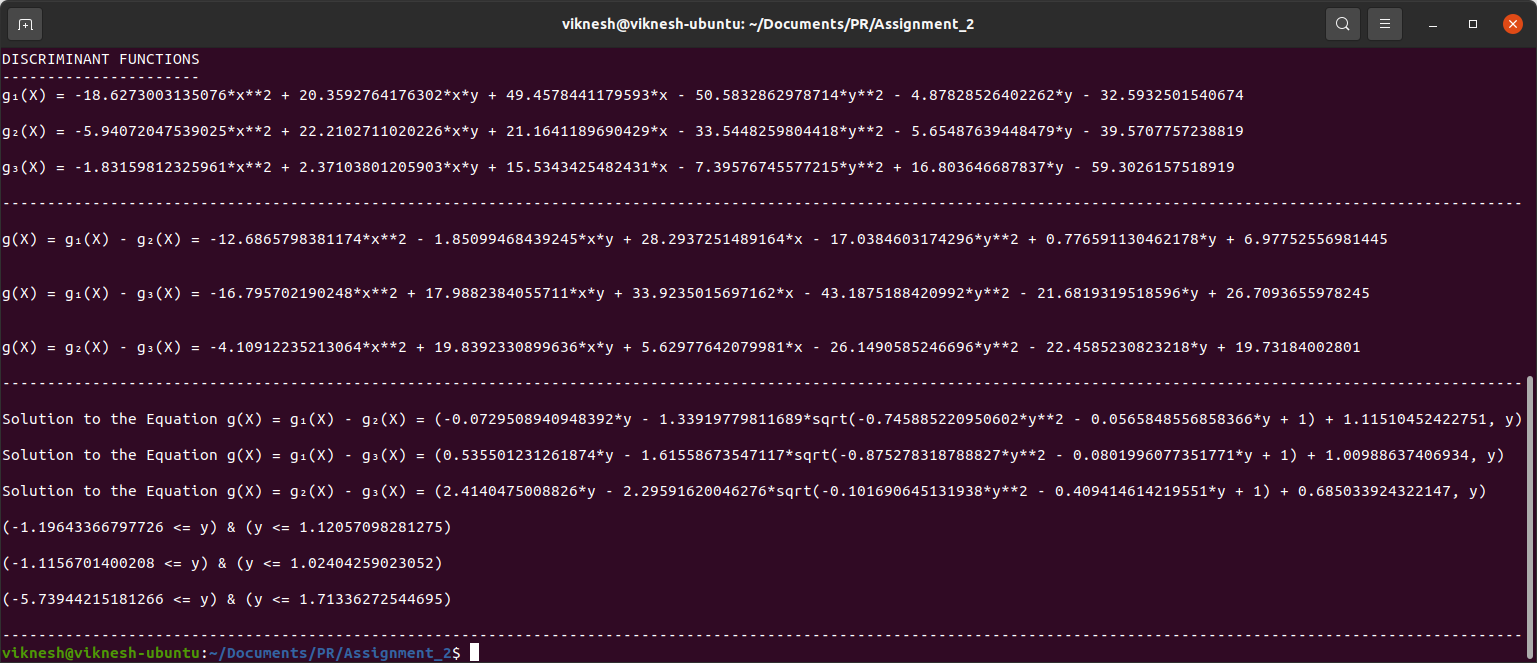 viknesh@viknesh-ubuntu: ~/Documents/PR/Assignment_2
DISCRIMINANT FUNCTIONS
----------------------
g₁(X) = -18.6273003135076*x**2 + 20.3592764176302*x*y + 49.4578441179593*x - 50.5832862978714*y**2 - 4.87828526402262*y - 32.5932501540674
g₂(X) = -5.94072047539025*x**2 + 22.2102711020226*x*y + 21.1641189690429*x - 33.5448259804418*y**2 - 5.65487639448479*y - 39.5707757238819
g₃(X) = -1.83159812325961*x**2 + 2.37103801205903*x*y + 15.5343425482431*x - 7.39576745577215*y**2 + 16.803646687837*y - 59.3026157518919
-------------------------------------------------------------------------------------------------------------------------------------------------------------------------
g(X) = g₁(X) - g₂(X) = -12.6865798381174*x**2 - 1.85099468439245*x*y + 28.2937251489164*x - 17.0384603174296*y**2 + 0.776591130462178*y + 6.97752556981445
g(X) = g₁(X) - g₃(X) = -16.795702190248*x**2 + 17.9882384055711*x*y + 33.9235015697162*x - 43.1875188420992*y**2 - 21.6819319518596*y + 26.7093655978245
g(X) = g₂(X) - g₃(X) = -4.10912235213064*x**2 + 19.8392330899636*x*y + 5.62977642079981*x - 26.1490585246696*y**2 - 22.4585230823218*y + 19.73184002801
-------------------------------------------------------------------------------------------------------------------------------------------------------------------------
Solution to the Equation g(X) = g₁(X) - g₂(X) = (-0.0729508940948392*y - 1.33919779811689*sqrt(-0.745885220950602*y**2 - 0.0565848556858366*y + 1) + 1.11510452422751, y)
Solution to the Equation g(X) = g₁(X) - g₃(X) = (0.535501231261874*y - 1.61558673547117*sqrt(-0.875278318788827*y**2 - 0.0801996077351771*y + 1) + 1.00988637406934, y)
Solution to the Equation g(X) = g₂(X) - g₃(X) = (2.4140475008826*y - 2.29591620046276*sqrt(-0.101690645131938*y**2 - 0.409414614219551*y + 1) + 0.685033924322147, y)
(-1.19643366797726 <= y) & (y <= 1.12057098281275)
(-1.1156701400208 <= y) & (y <= 1.02404259023052)
(-5.73944215181266 <= y) & (y <= 1.71336272544695)
-------------------------------------------------------------------------------------------------------------------------------------------------------------------------
viknesh@viknesh-ubuntu:~/Documents/PR/Assignment_2$